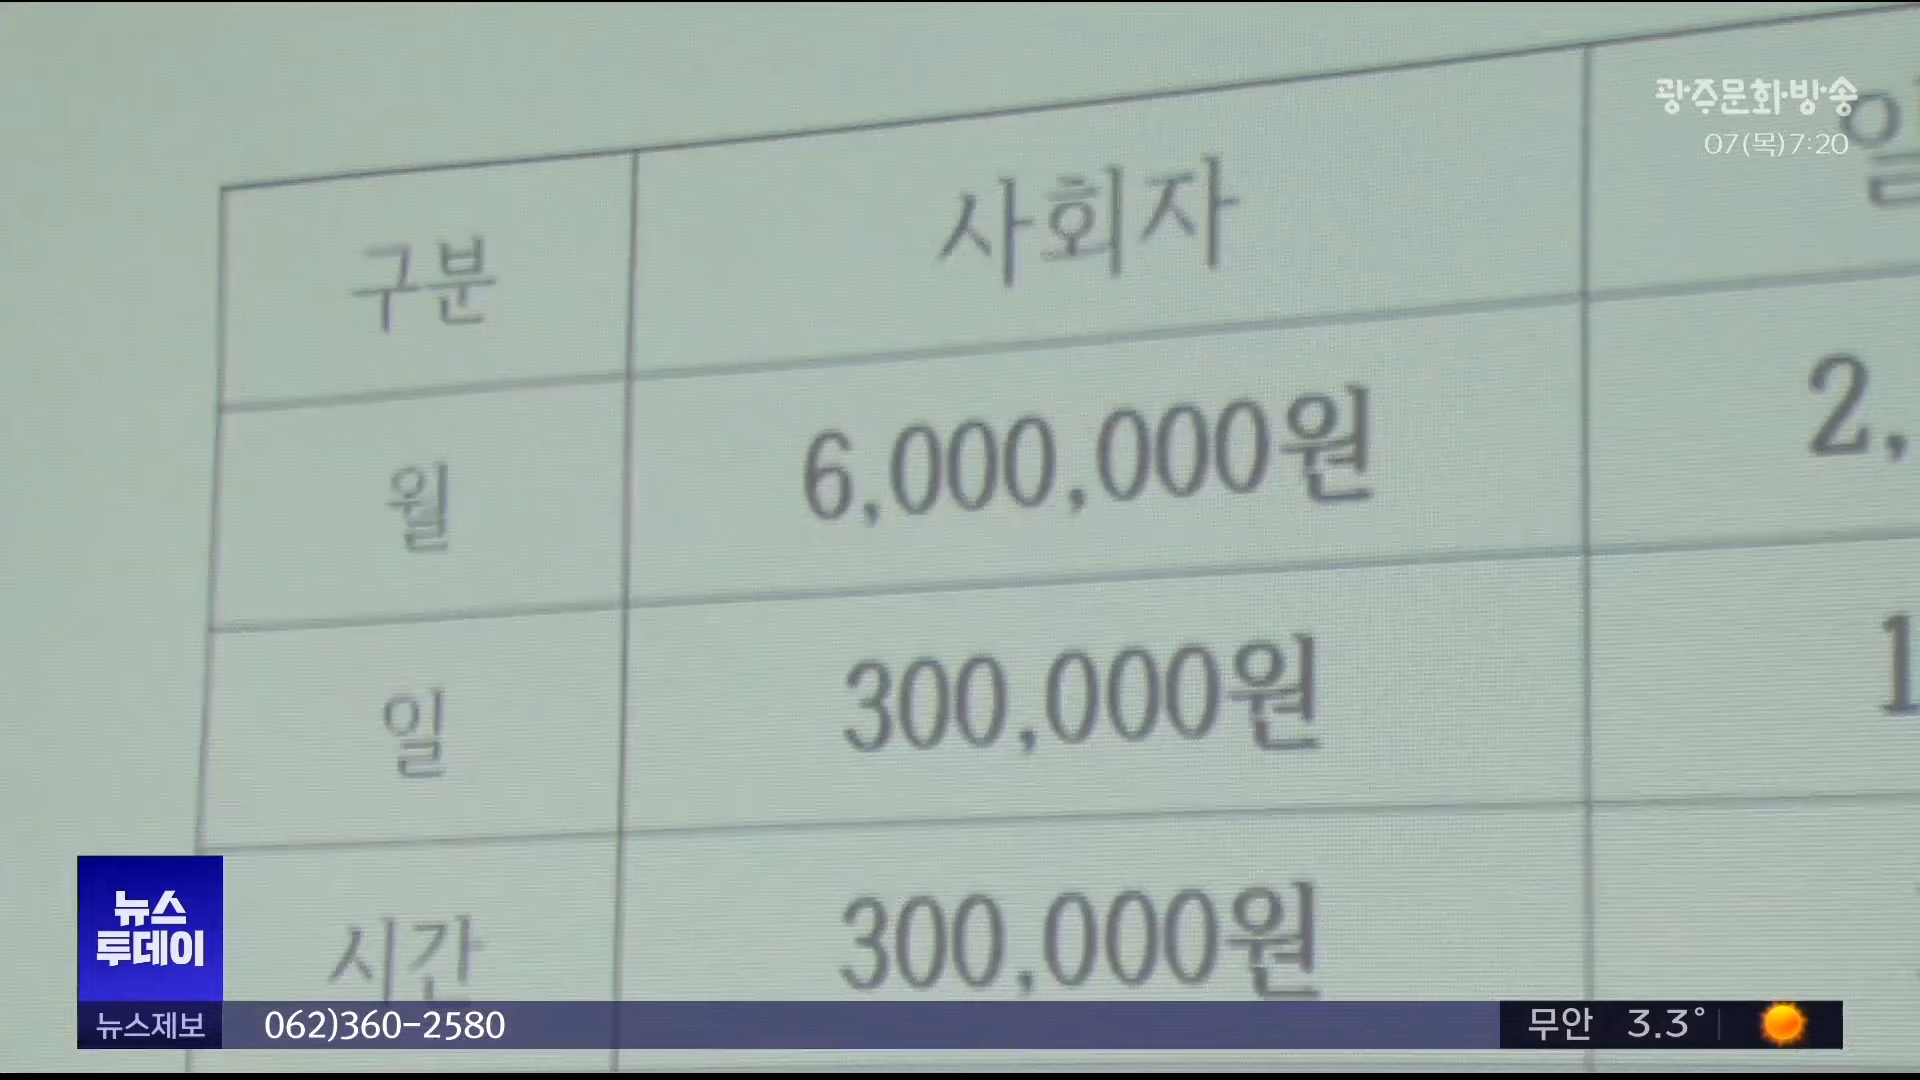 광주문화방송
07(목)7:20
구분 사회자
월 6,000,000원 2,
일 300,000원 1
시간 300,000원
뉴스
투데이
뉴스제보 062)360-2580 무안 3.3°